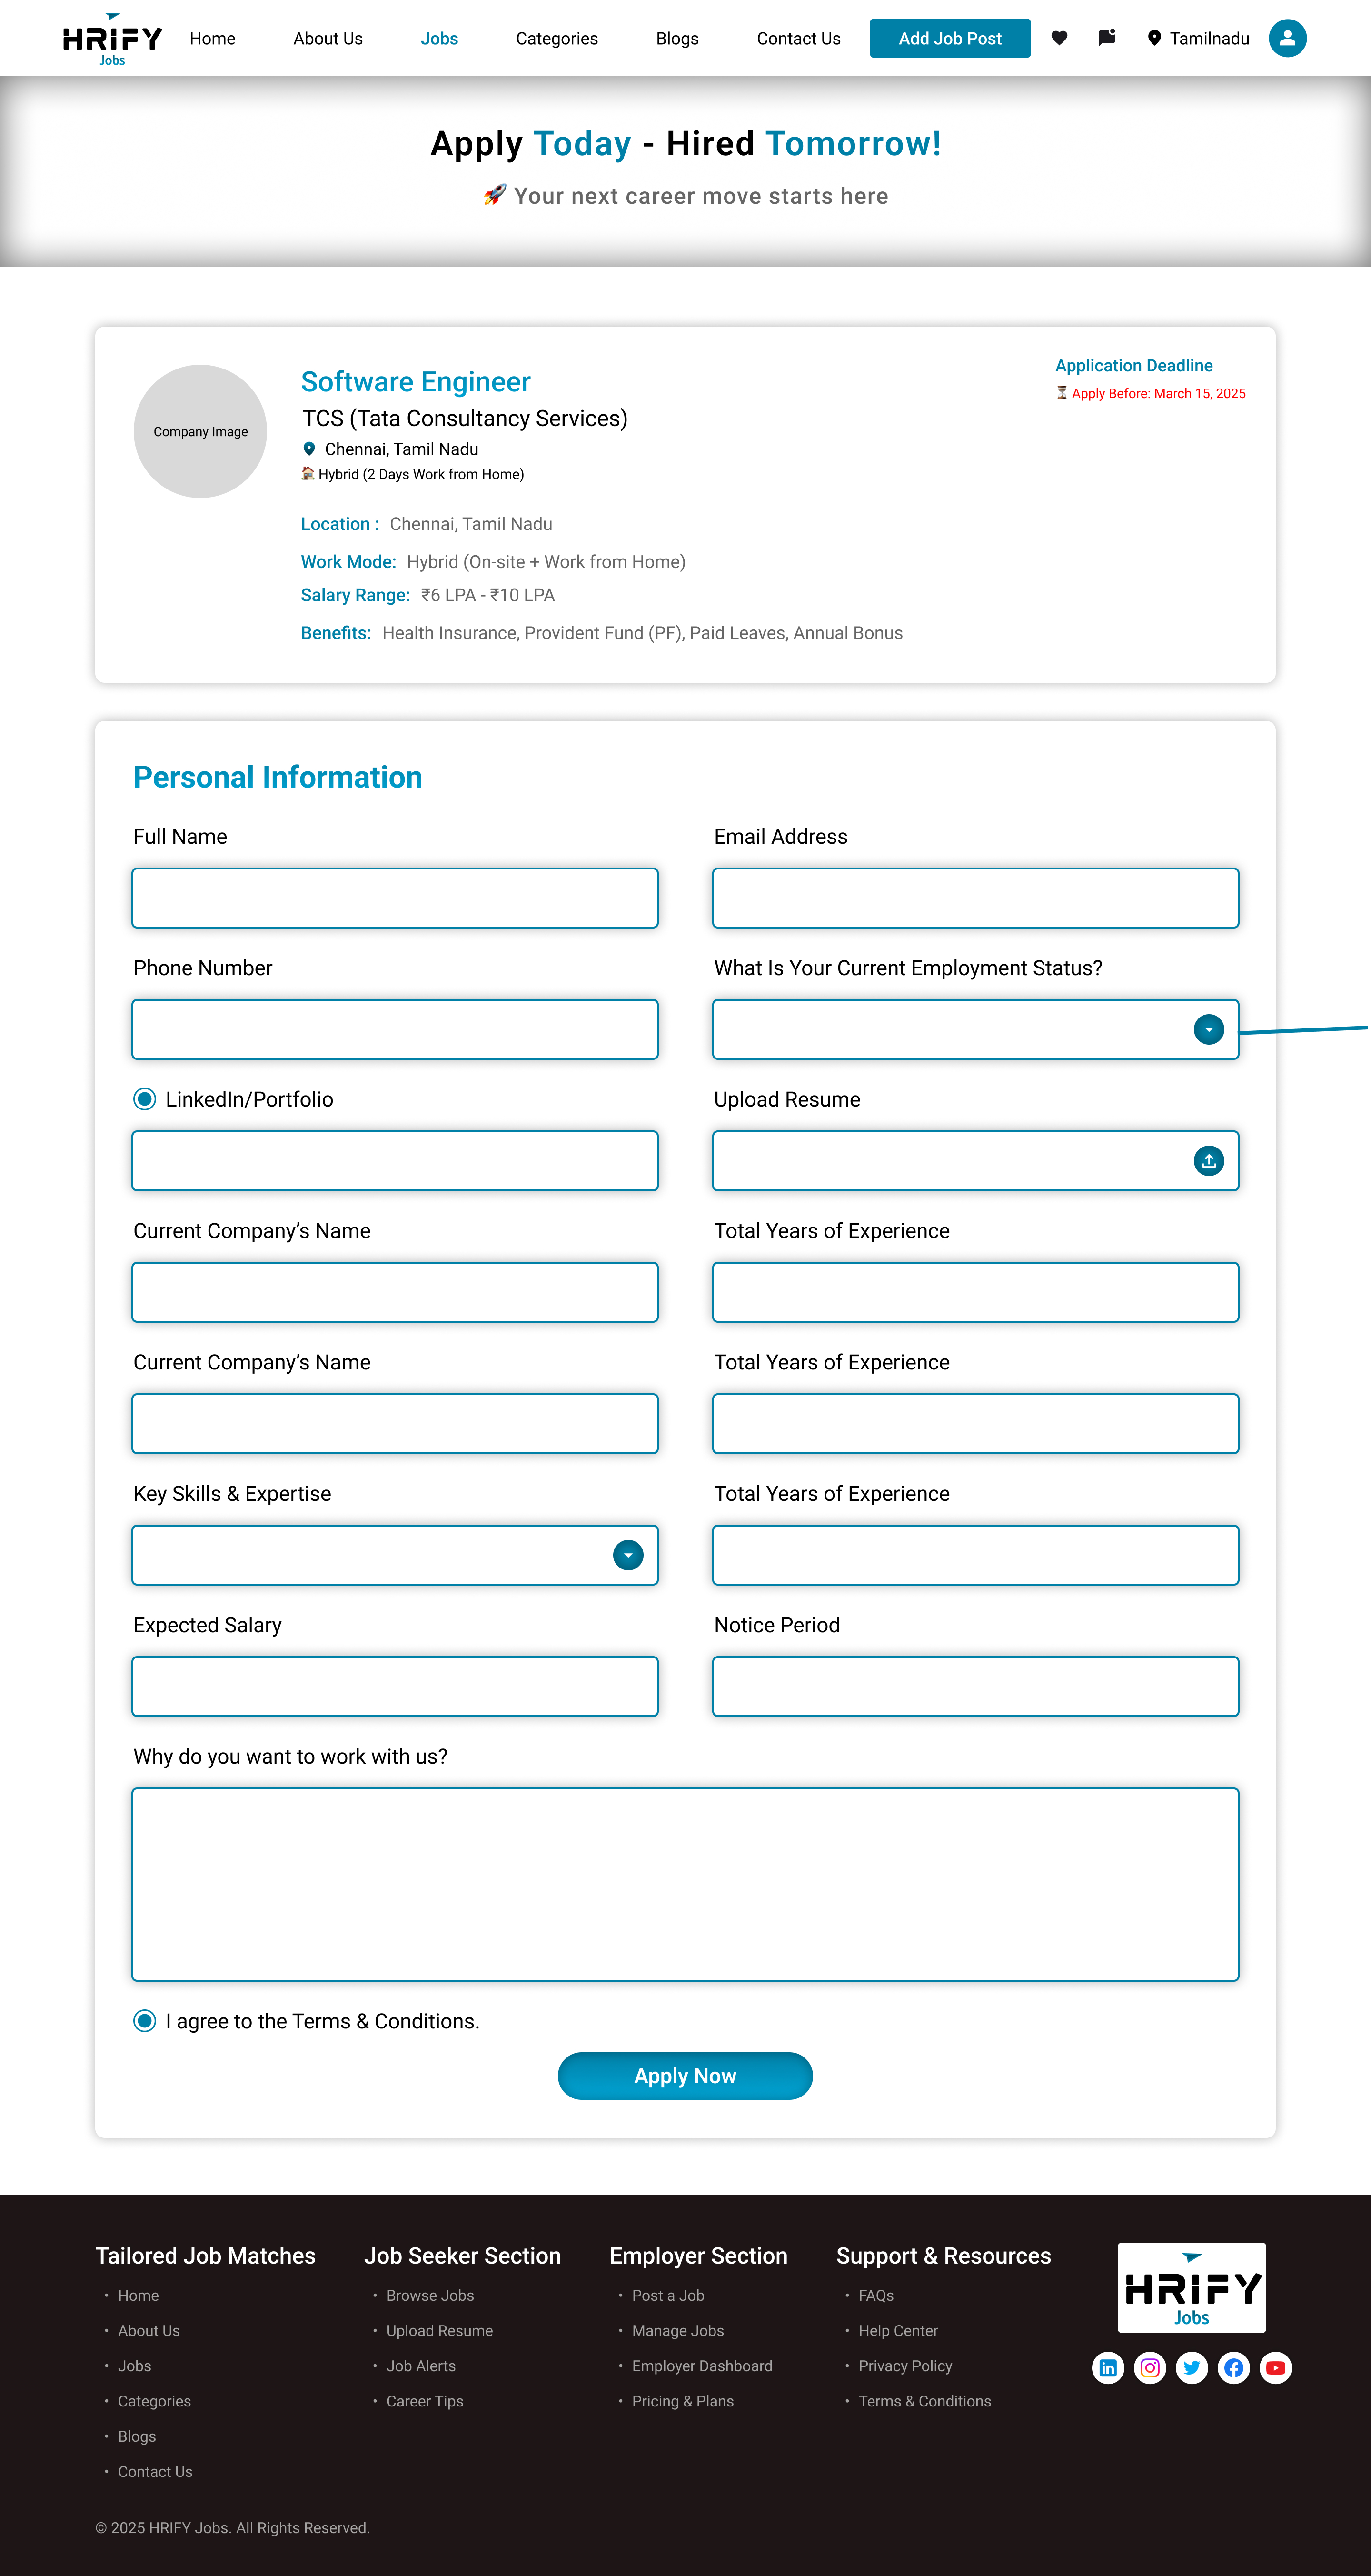 HRIFY
Jobs
Home
About Us
Jobs
Categories
Blogs
Contact Us
Add Job Post
Tamilnadu
Apply Today - Hired Tomorrow!
🚀 Your next career move starts here
Company Image
Software Engineer
TCS (Tata Consultancy Services)
Chennai, Tamil Nadu
🏠 Hybrid (2 Days Work from Home)
Application Deadline
⏳ Apply Before: March 15, 2025
Location : Chennai, Tamil Nadu
Work Mode: Hybrid (On-site + Work from Home)
Salary Range: ₹6 LPA - ₹10 LPA
Benefits: Health Insurance, Provident Fund (PF), Paid Leaves, Annual Bonus
Personal Information
Full Name
Email Address
Phone Number
What Is Your Current Employment Status?
LinkedIn/Portfolio
Upload Resume
Current Company’s Name
Total Years of Experience
Current Company’s Name
Total Years of Experience
Key Skills & Expertise
Total Years of Experience
Expected Salary
Notice Period
Why do you want to work with us?
I agree to the Terms & Conditions.
Apply Now
Tailored Job Matches
• Home
• About Us
• Jobs
• Categories
• Blogs
• Contact Us
Job Seeker Section
• Browse Jobs
• Upload Resume
• Job Alerts
• Career Tips
Employer Section
• Post a Job
• Manage Jobs
• Employer Dashboard
• Pricing & Plans
Support & Resources
• FAQs
• Help Center
• Privacy Policy
• Terms & Conditions
HRIFY
Jobs
© 2025 HRIFY Jobs. All Rights Reserved.